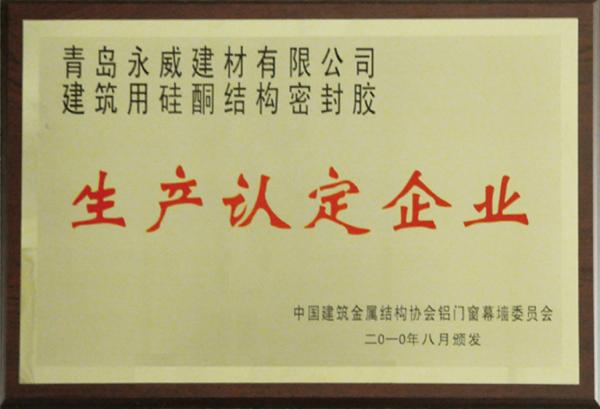 青岛永威建材有限公司
建筑用硅酮结构密封胶
生产认定企业
中国建筑金属结构协会铝门窗幕墙委员会
二0一0年八月颁发